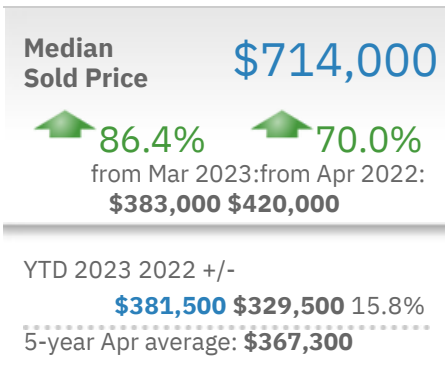 Median
Sold Price
$714,000
86.4% 70.0%
from Mar 2023:from Apr 2022:
$383,000 $420,000
YTD 2023 2022 +/-
$381,500 $329,500 15.8%
5-year Apr average: $367,300